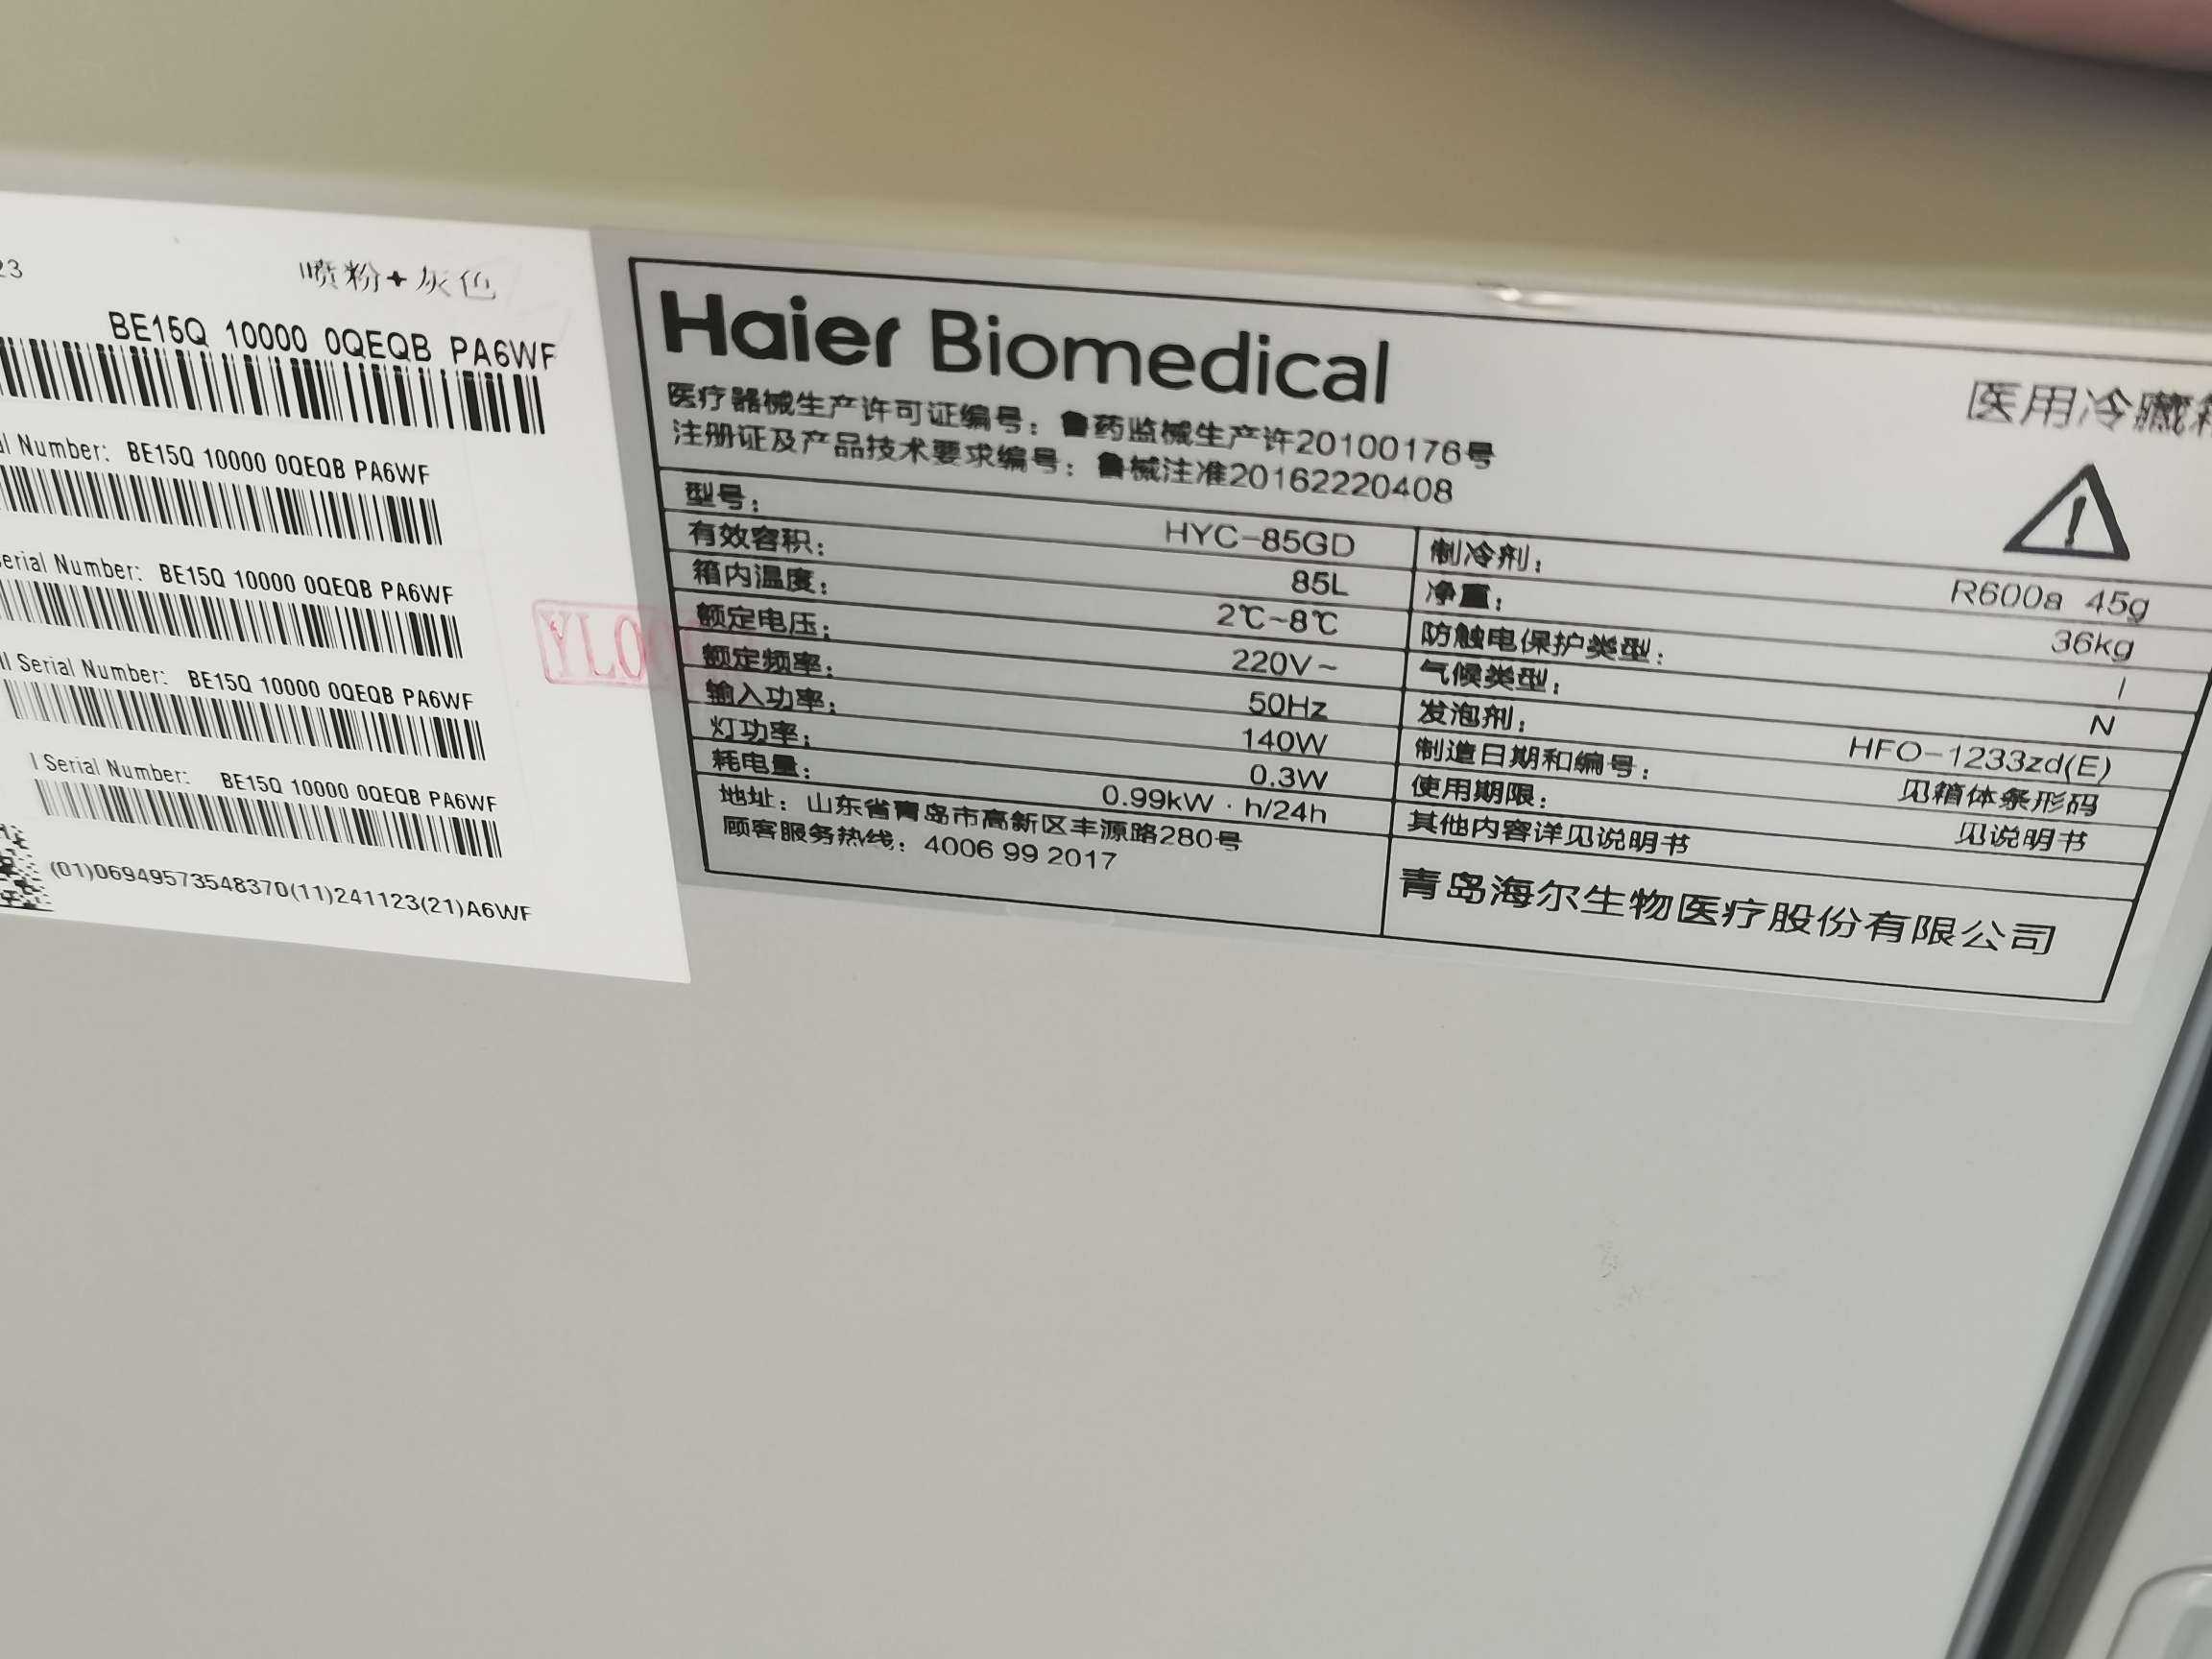 23
喷粉+灰色
BE15Q 10000 0QEQB PA6WF
Number: BE15Q 10000 0QEQB PA6WF
Serial Number: BE15Q 10000 0QEQB PA6WF
Serial Number: BE15Q 10000 0QEQB PA6WF
I Serial Number: BE15Q 10000 0QEQB PA6WF
(01)06949573548370(11)241123(21)A6WF
YL0
Haier Biomedical
医用冷藏
医疗器械生产许可证编号：鲁药监械生产许20100176号
注册证及产品技术要求编号：鲁械注准20162220408
型号： HYC-85GD
有效容积： 85L
箱内温度： 2℃~8℃
额定电压： 220V~
额定频率： 50Hz
输入功率： 140W
灯功率： 0.3W
耗电量： 0.99kW·h/24h
地址：山东省青岛市高新区丰源路280号
顾客服务热线：4006 99 2017
制冷剂： R600a 45g
净重： 36kg
防触电保护类型： I
气候类型： N
发泡剂： HFO-1233zd(E)
制造日期和编号： 见箱体条形码
使用期限： 见说明书
其他内容详见说明书
青岛海尔生物医疗股份有限公司